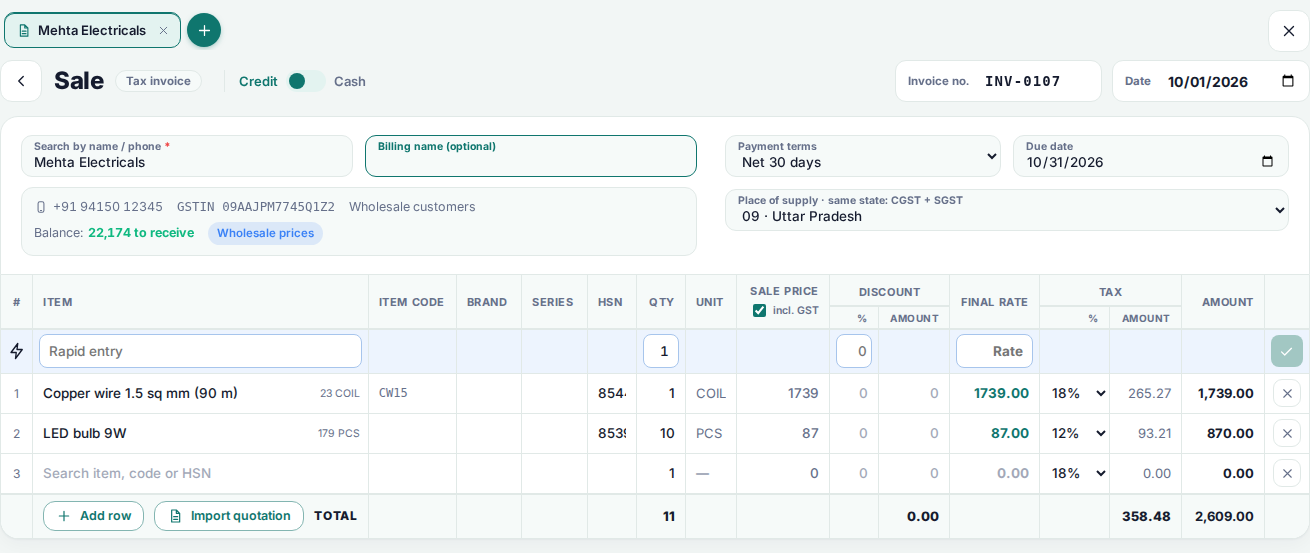 Mehta Electricals
Sale Tax invoice Credit Cash Invoice no. INV-0107 Date 10/01/2026
Search by name / phone * Billing name (optional) Payment terms Due date
Mehta Electricals Net 30 days 10/31/2026
+91 94150 12345 GSTIN 09AAJPM7745Q1Z2 Wholesale customers
Place of supply · same state: CGST + SGST
09 · Uttar Pradesh
Balance: 22,174 to receive Wholesale prices
# ITEM ITEM CODE BRAND SERIES HSN QTY UNIT SALE PRICE incl. GST DISCOUNT % AMOUNT FINAL RATE TAX % AMOUNT AMOUNT
Rapid entry 1 0 Rate
1 Copper wire 1.5 sq mm (90 m) 23 COIL CW15 854 1 COIL 1739 0 0 1739.00 18% 265.27 1,739.00
2 LED bulb 9W 179 PCS 8539 10 PCS 87 0 0 87.00 12% 93.21 870.00
3 Search item, code or HSN 1 — 0 0 0 0.00 18% 0.00 0.00
Add row Import quotation TOTAL 11 0.00 358.48 2,609.00